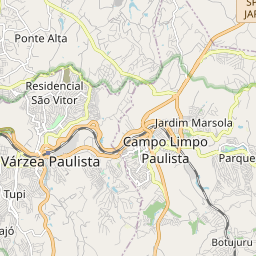 SP
JAR
Ponte Alta
Residencial
São Vitor
Jardim Marsola
Campo Limpo
Paulista
Várzea Paulista
Parque
Tupi
ajó
Botujuru